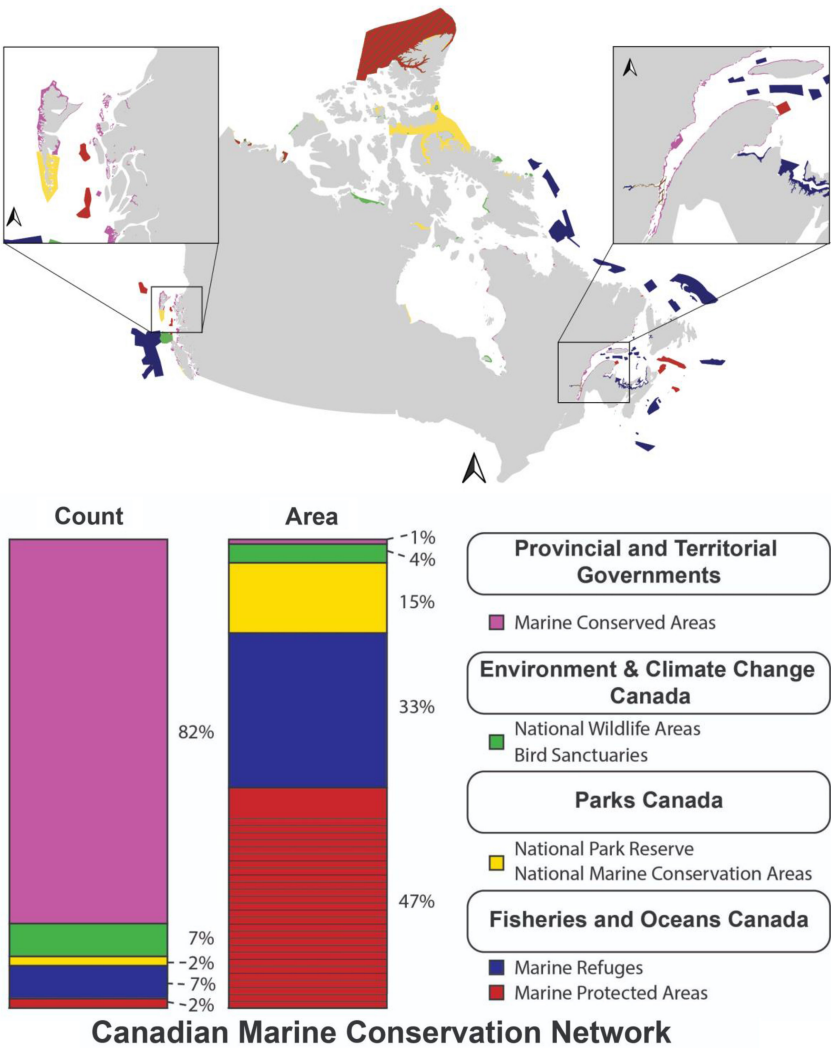 Count
Area
82%
7%
2%
7%
2%
1%
4%
15%
33%
47%
Provincial and Territorial
Governments
Marine Conserved Areas
Environment & Climate Change
Canada
National Wildlife Areas
Bird Sanctuaries
Parks Canada
National Park Reserve
National Marine Conservation Areas
Fisheries and Oceans Canada
Marine Refuges
Marine Protected Areas
Canadian Marine Conservation Network